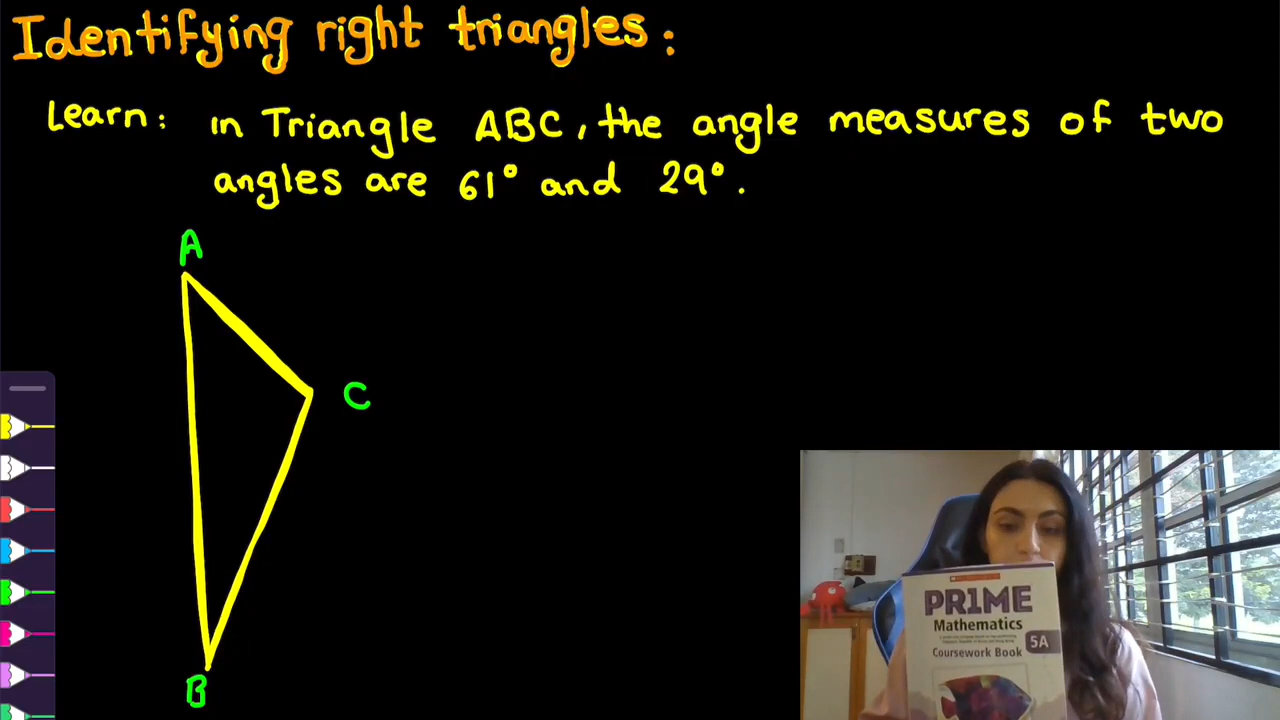 Identifying right triangles:
Learn: in Triangle ABC, the angle measures of two
angles are 61° and 29°.
A
C
B
PR1ME
Mathematics
Coursework Book
5A